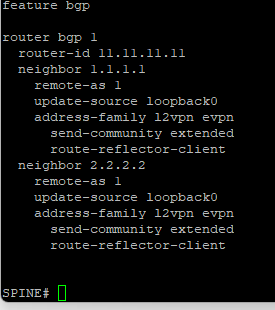 feature bgp
router bgp 1
router-id 11.11.11.11
neighbor 1.1.1.1
remote-as 1
update-source loopback0
address-family l2vpn evpn
send-community extended
route-reflector-client
neighbor 2.2.2.2
remote-as 1
update-source loopback0
address-family l2vpn evpn
send-community extended
route-reflector-client
SPINE#